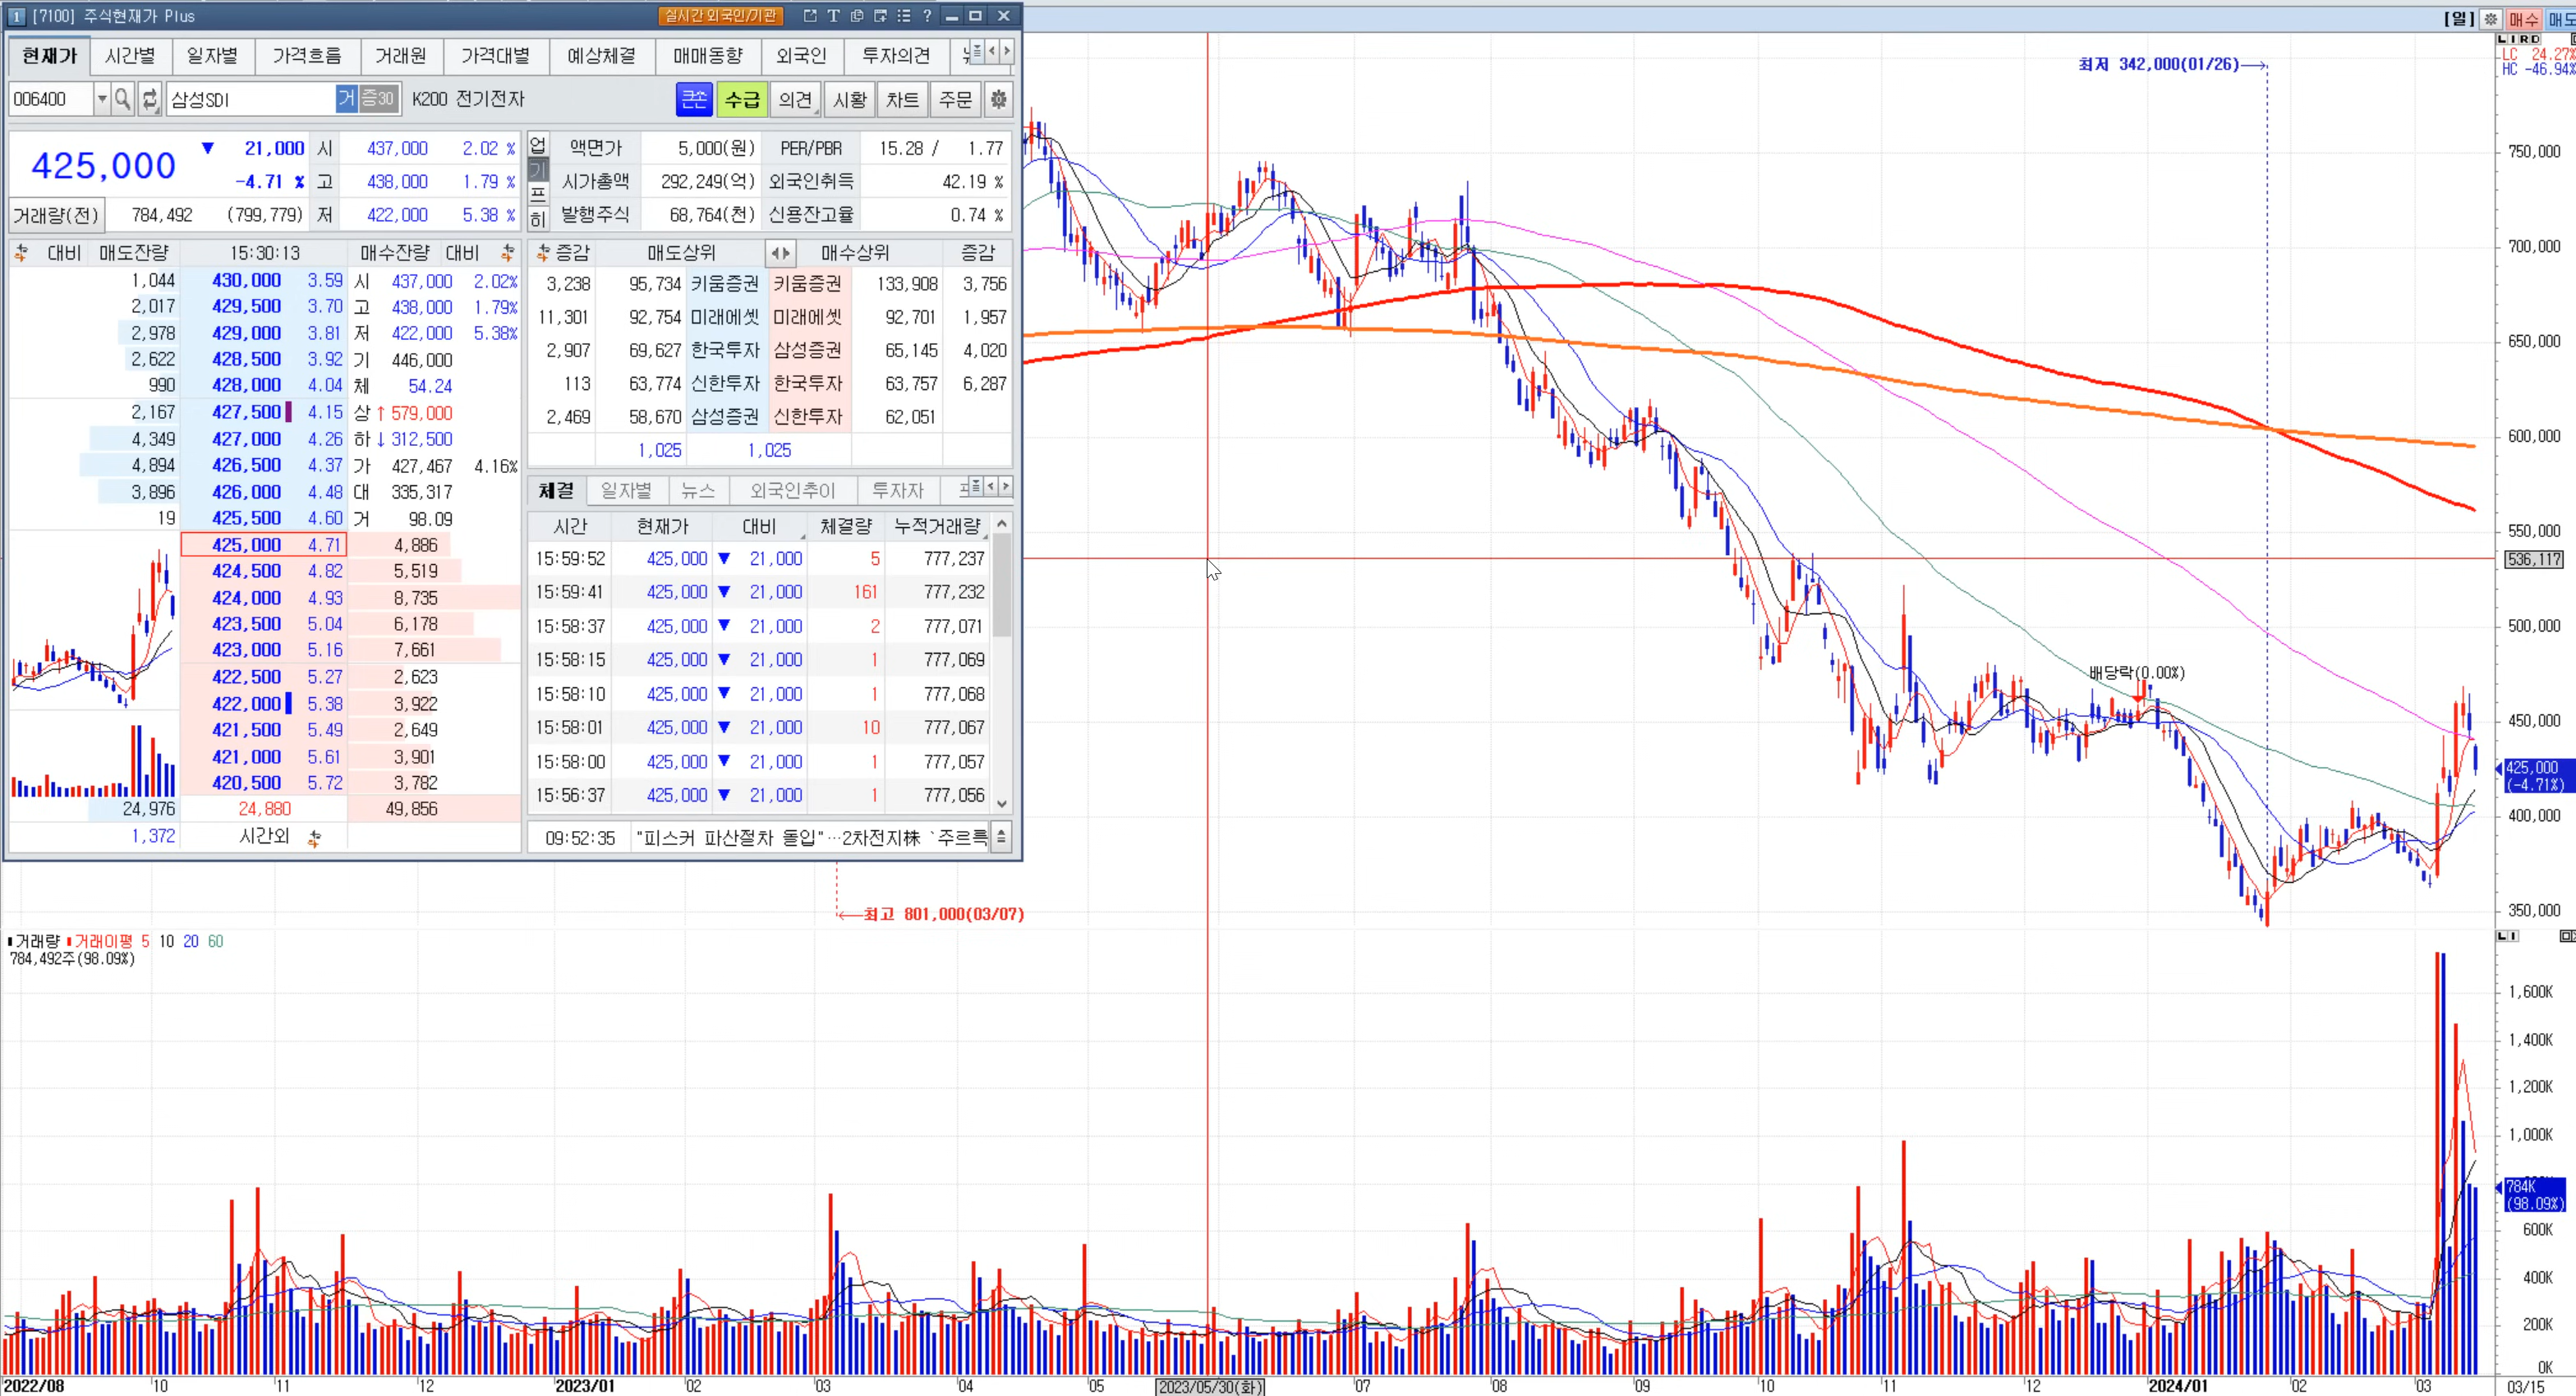 1 [7100] 주식현재가 Plus 실시간 외국인/기관 T ?
현재가 시간별 일자별 가격흐름 거래원 가격대별 예상체결 매매동향 외국인 투자의견
006400 삼성SDI 거 증30 K200 전기전자 큰손 수급 의견 시황 차트 주문
425,000 ▼ 21,000 시 437,000 2.02 %
-4.71 % 고 438,000 1.79 %
거래량(전) 784,492 (799,779) 저 422,000 5.38 %
업 기 프 히
액면가 5,000(원) PER/PBR 15.28 / 1.77
시가총액 292,249(억) 외국인취득 42.19 %
발행주식 68,764(천) 신용잔고율 0.74 %
대비 매도잔량 15:30:13 매수잔량 대비
1,044 430,000 3.59 시 437,000 2.02%
2,017 429,500 3.70 고 438,000 1.79%
2,978 429,000 3.81 저 422,000 5.38%
2,622 428,500 3.92 기 446,000
990 428,000 4.04 체 54.24
2,167 427,500 4.15 상 ↑ 579,000
4,349 427,000 4.26 하 ↓ 312,500
4,894 426,500 4.37 가 427,467 4.16%
3,896 426,000 4.48 대 335,317
19 425,500 4.60 거 98.09
425,000 4.71 4,886
424,500 4.82 5,519
424,000 4.93 8,735
423,500 5.04 6,178
423,000 5.16 7,661
422,500 5.27 2,623
422,000 5.38 3,922
421,500 5.49 2,649
421,000 5.61 3,901
420,500 5.72 3,782
24,976 24,880 49,856
1,372 시간외
증감 매도상위 매수상위 증감
3,238 95,734 키움증권 키움증권 133,908 3,756
11,301 92,754 미래에셋 미래에셋 92,701 1,957
2,907 69,627 한국투자 삼성증권 65,145 4,020
113 63,774 신한투자 한국투자 63,757 6,287
2,469 58,670 삼성증권 신한투자 62,051
1,025 1,025
체결 일자별 뉴스 외국인추이 투자자
시간 현재가 대비 체결량 누적거래량
15:59:52 425,000 ▼ 21,000 5 777,237
15:59:41 425,000 ▼ 21,000 161 777,232
15:58:37 425,000 ▼ 21,000 2 777,071
15:58:15 425,000 ▼ 21,000 1 777,069
15:58:10 425,000 ▼ 21,000 1 777,068
15:58:01 425,000 ▼ 21,000 10 777,067
15:58:00 425,000 ▼ 21,000 1 777,057
15:56:37 425,000 ▼ 21,000 1 777,056
09:52:35 "피스커 파산절차 돌입"…2차전지株 `주르륵
[일] 매수 매도
L I R D
LC 24.27%
HC -46.94%
최저 342,000(01/26)→
750,000
700,000
650,000
600,000
550,000
536,117
500,000
배당락(0.00%)
450,000
425,000
(-4.71%)
400,000
350,000
←최고 801,000(03/07)
거래량 거래이평 5 10 20 60
784,492주(98.09%)
L I
1,600K
1,400K
1,200K
1,000K
784K
(98.09%)
600K
400K
200K
0K
2022/08 10 11 12 2023/01 02 03 04 05 2023/05/30(화) 07 08 09 10 11 12 2024/01 02 03 03/15